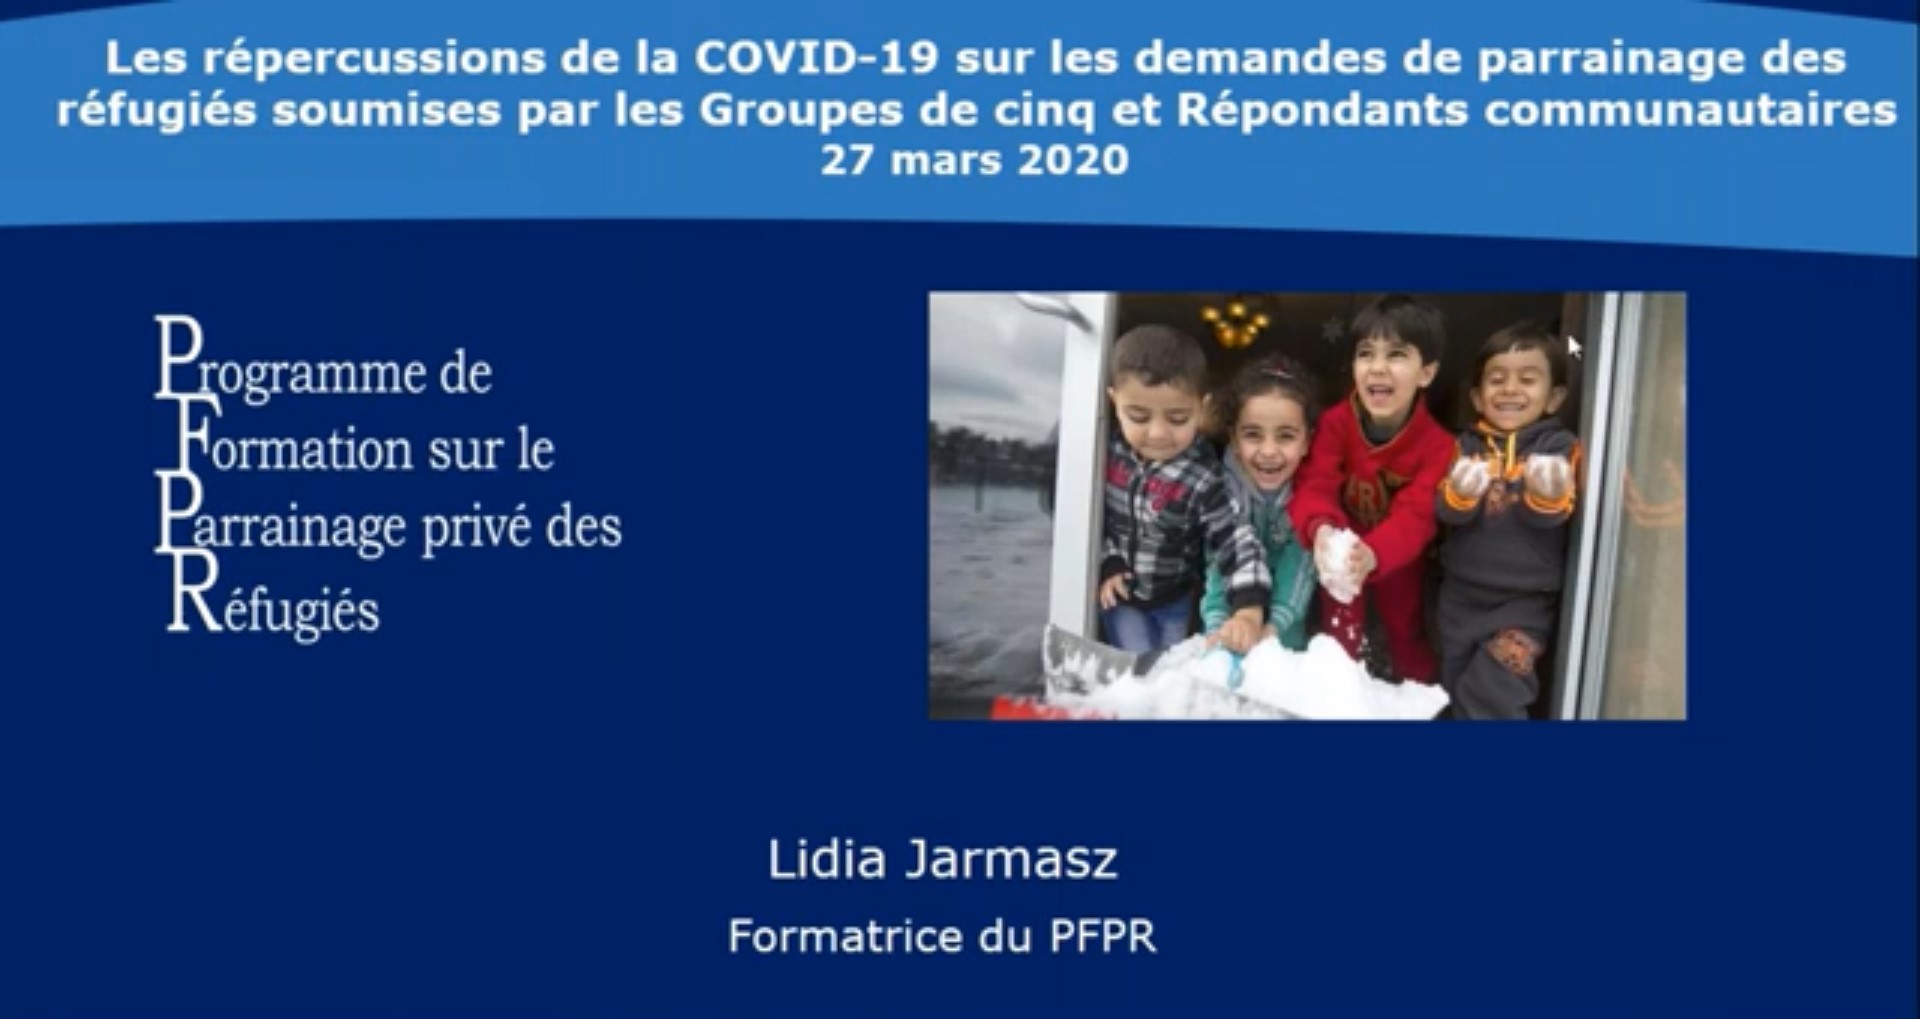 Les répercussions de la COVID-19 sur les demandes de parrainage des
réfugiés soumises par les Groupes de cinq et Répondants communautaires
27 mars 2020
Programme de
Formation sur le
Parrainage privé des
Réfugiés
Lidia Jarmasz
Formatrice du PFPR